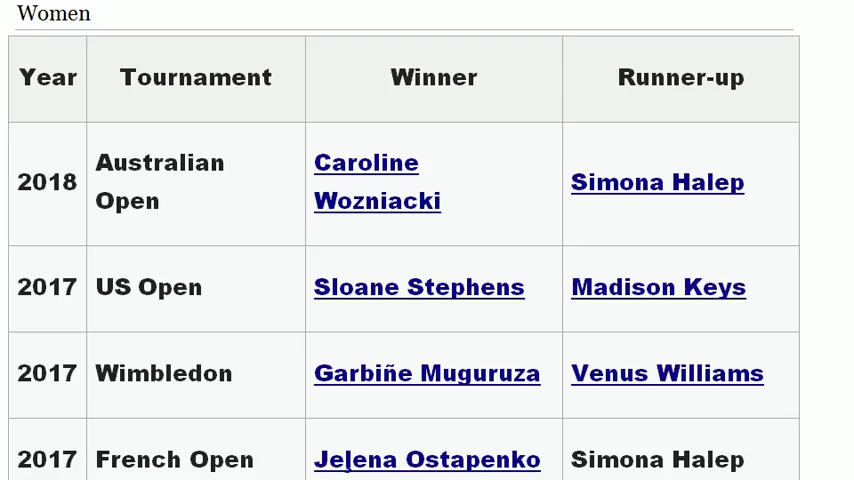 Women
Year Tournament Winner Runner-up
2018 Australian Open Caroline Wozniacki Simona Halep
2017 US Open Sloane Stephens Madison Keys
2017 Wimbledon Garbiñe Muguruza Venus Williams
2017 French Open Jeļena Ostapenko Simona Halep